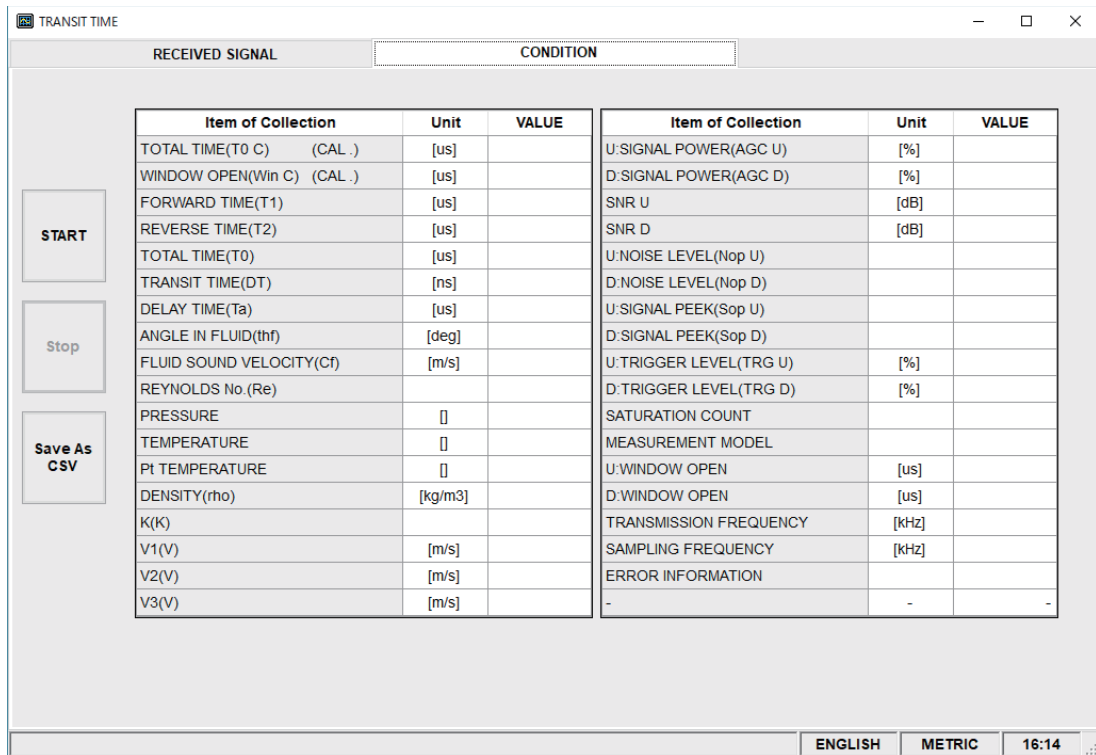 TRANSIT TIME
RECEIVED SIGNAL CONDITION
Item of Collection Unit VALUE Item of Collection Unit VALUE
TOTAL TIME(T0 C) (CAL .) [us] U:SIGNAL POWER(AGC U) [%]
WINDOW OPEN(Win C) (CAL .) [us] D:SIGNAL POWER(AGC D) [%]
FORWARD TIME(T1) [us] SNR U [dB]
START
REVERSE TIME(T2) [us] SNR D [dB]
TOTAL TIME(T0) [us] U:NOISE LEVEL(Nop U)
TRANSIT TIME(DT) [ns] D:NOISE LEVEL(Nop D)
DELAY TIME(Ta) [us] U:SIGNAL PEEK(Sop U)
Stop
ANGLE IN FLUID(thf) [deg] D:SIGNAL PEEK(Sop D)
FLUID SOUND VELOCITY(Cf) [m/s] U:TRIGGER LEVEL(TRG U) [%]
REYNOLDS No.(Re) D:TRIGGER LEVEL(TRG D) [%]
PRESSURE [] SATURATION COUNT
Save As
CSV
TEMPERATURE [] MEASUREMENT MODEL
Pt TEMPERATURE [] U:WINDOW OPEN [us]
DENSITY(rho) [kg/m3] D:WINDOW OPEN [us]
K(K) TRANSMISSION FREQUENCY [kHz]
V1(V) [m/s] SAMPLING FREQUENCY [kHz]
V2(V) [m/s] ERROR INFORMATION
V3(V) [m/s] - - -
ENGLISH METRIC 16:14